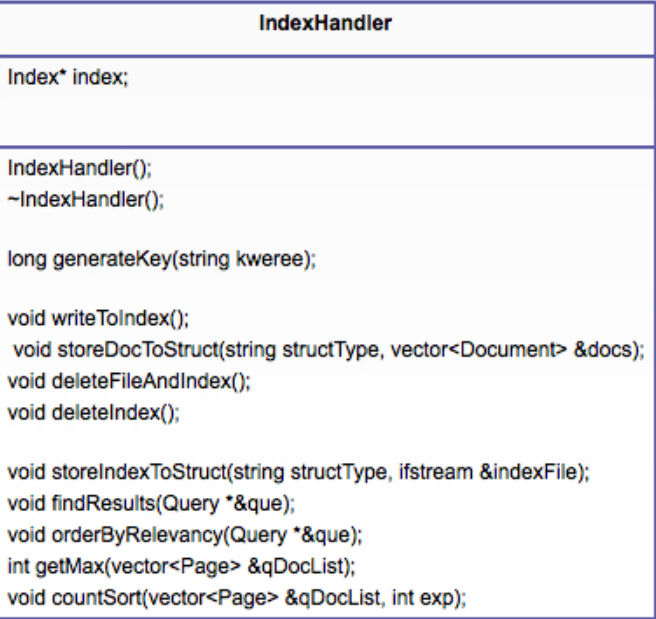 IndexHandler
Index* index;
IndexHandler();
~IndexHandler();
long generateKey(string kweree);
void writeToIndex();
void storeDocToStruct(string structType, vector<Document> &docs);
void deleteFileAndIndex();
void deleteIndex();
void storeIndexToStruct(string structType, ifstream &indexFile);
void findResults(Query *&que);
void orderByRelevancy(Query *&que);
int getMax(vector<Page> &qDocList);
void countSort(vector<Page> &qDocList, int exp);